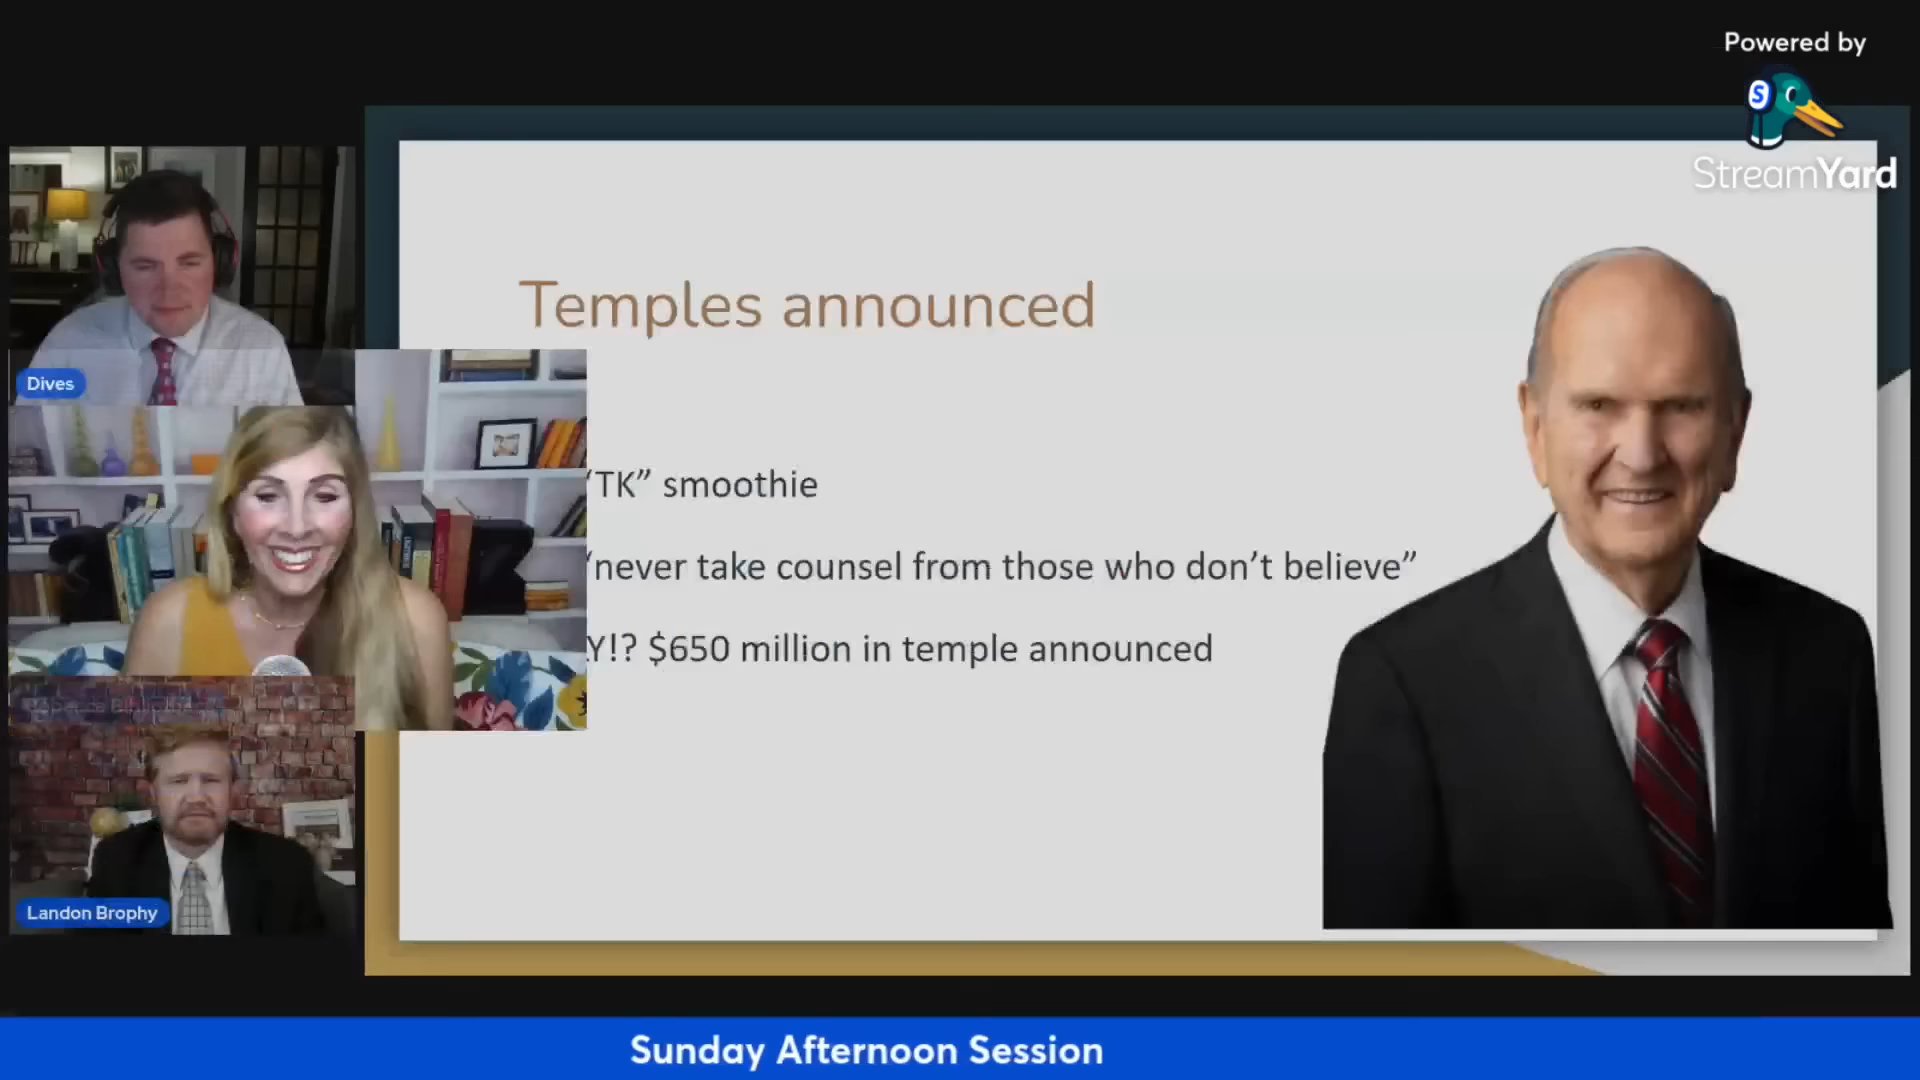 Powered by
StreamYard
Temples announced
Dives
"TK" smoothie
"never take counsel from those who don't believe"
Y!? $650 million in temple announced
Landon Brophy
Sunday Afternoon Session